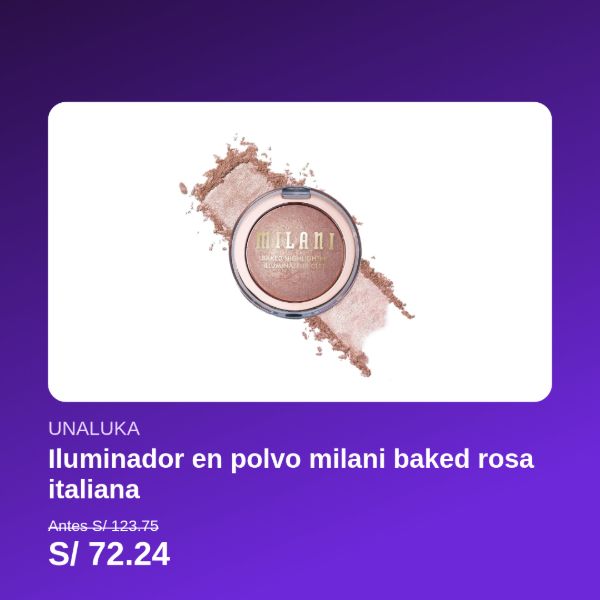 MILANI
BAKED HIGHLIGHTER
UNALUKA
Iluminador en polvo milani baked rosa
italiana
Antes S/ 123.75
S/ 72.24